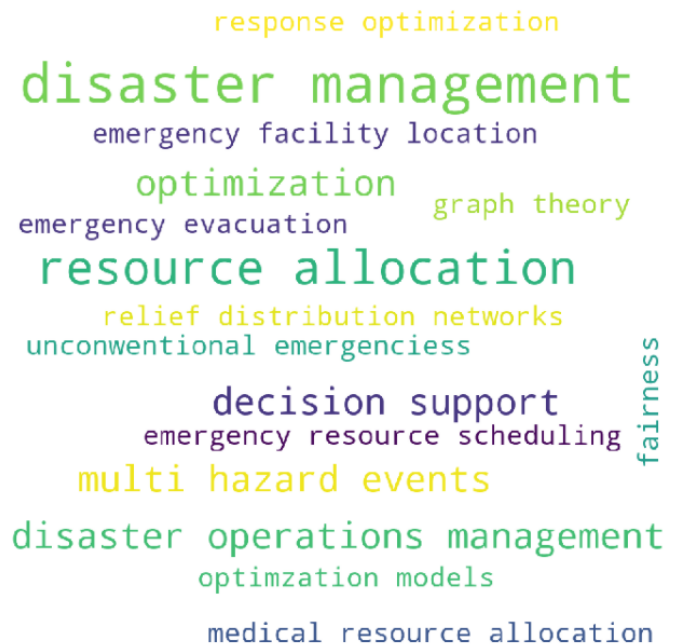 response optimization
disaster management
emergency facility location
optimization
graph theory
emergency evacuation
resource allocation
relief distribution networks
unconwentional emergenciess
fairness
decision support
emergency resource scheduling
multi hazard events
disaster operations management
optimzation models
medical resource allocation